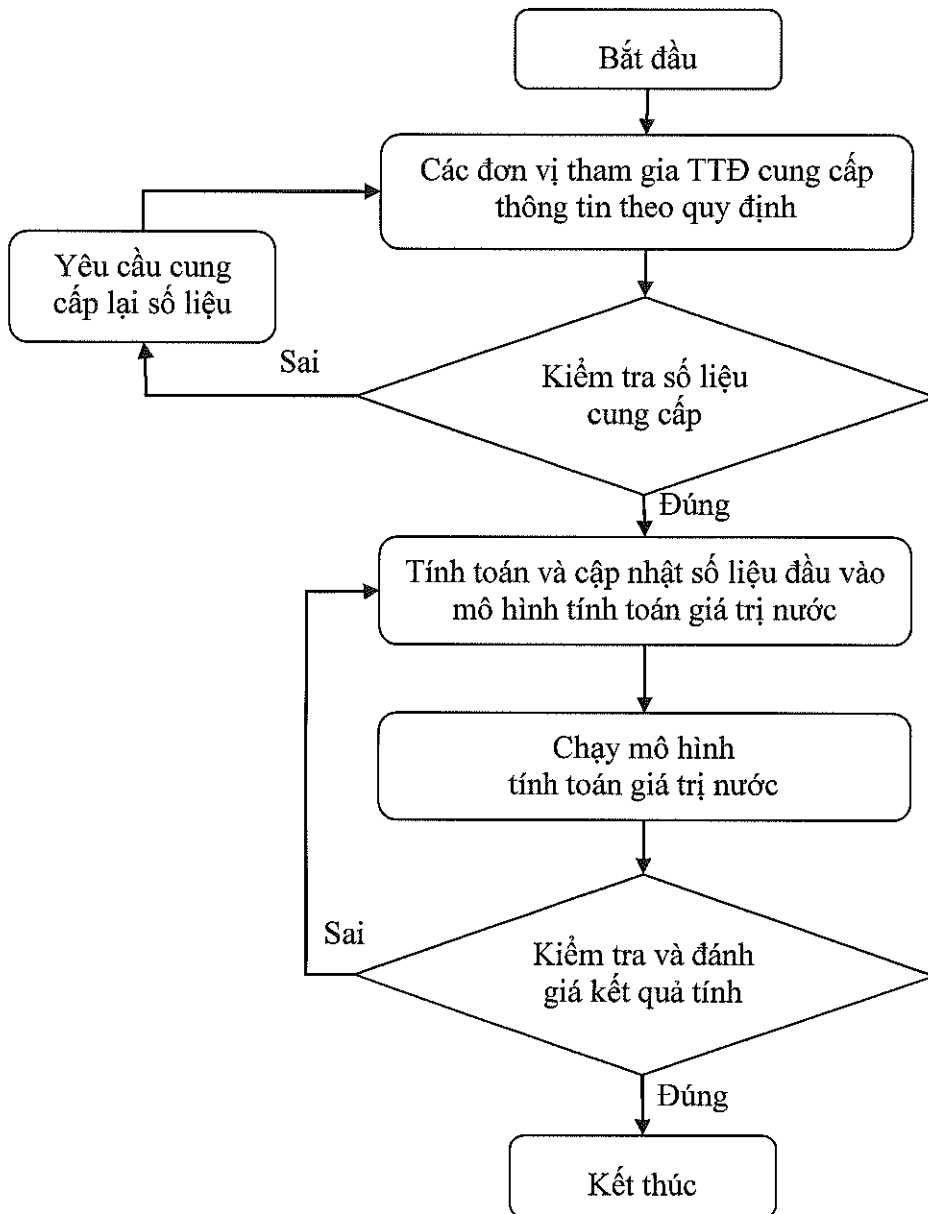 Bắt đầu
Các đơn vị tham gia TTĐ cung cấp
thông tin theo quy định
Yêu cầu cung
cấp lại số liệu
Sai
Kiểm tra số liệu
cung cấp
Đúng
Tính toán và cập nhật số liệu đầu vào
mô hình tính toán giá trị nước
Chạy mô hình
tính toán giá trị nước
Sai
Kiểm tra và đánh
giá kết quả tính
Đúng
Kết thúc